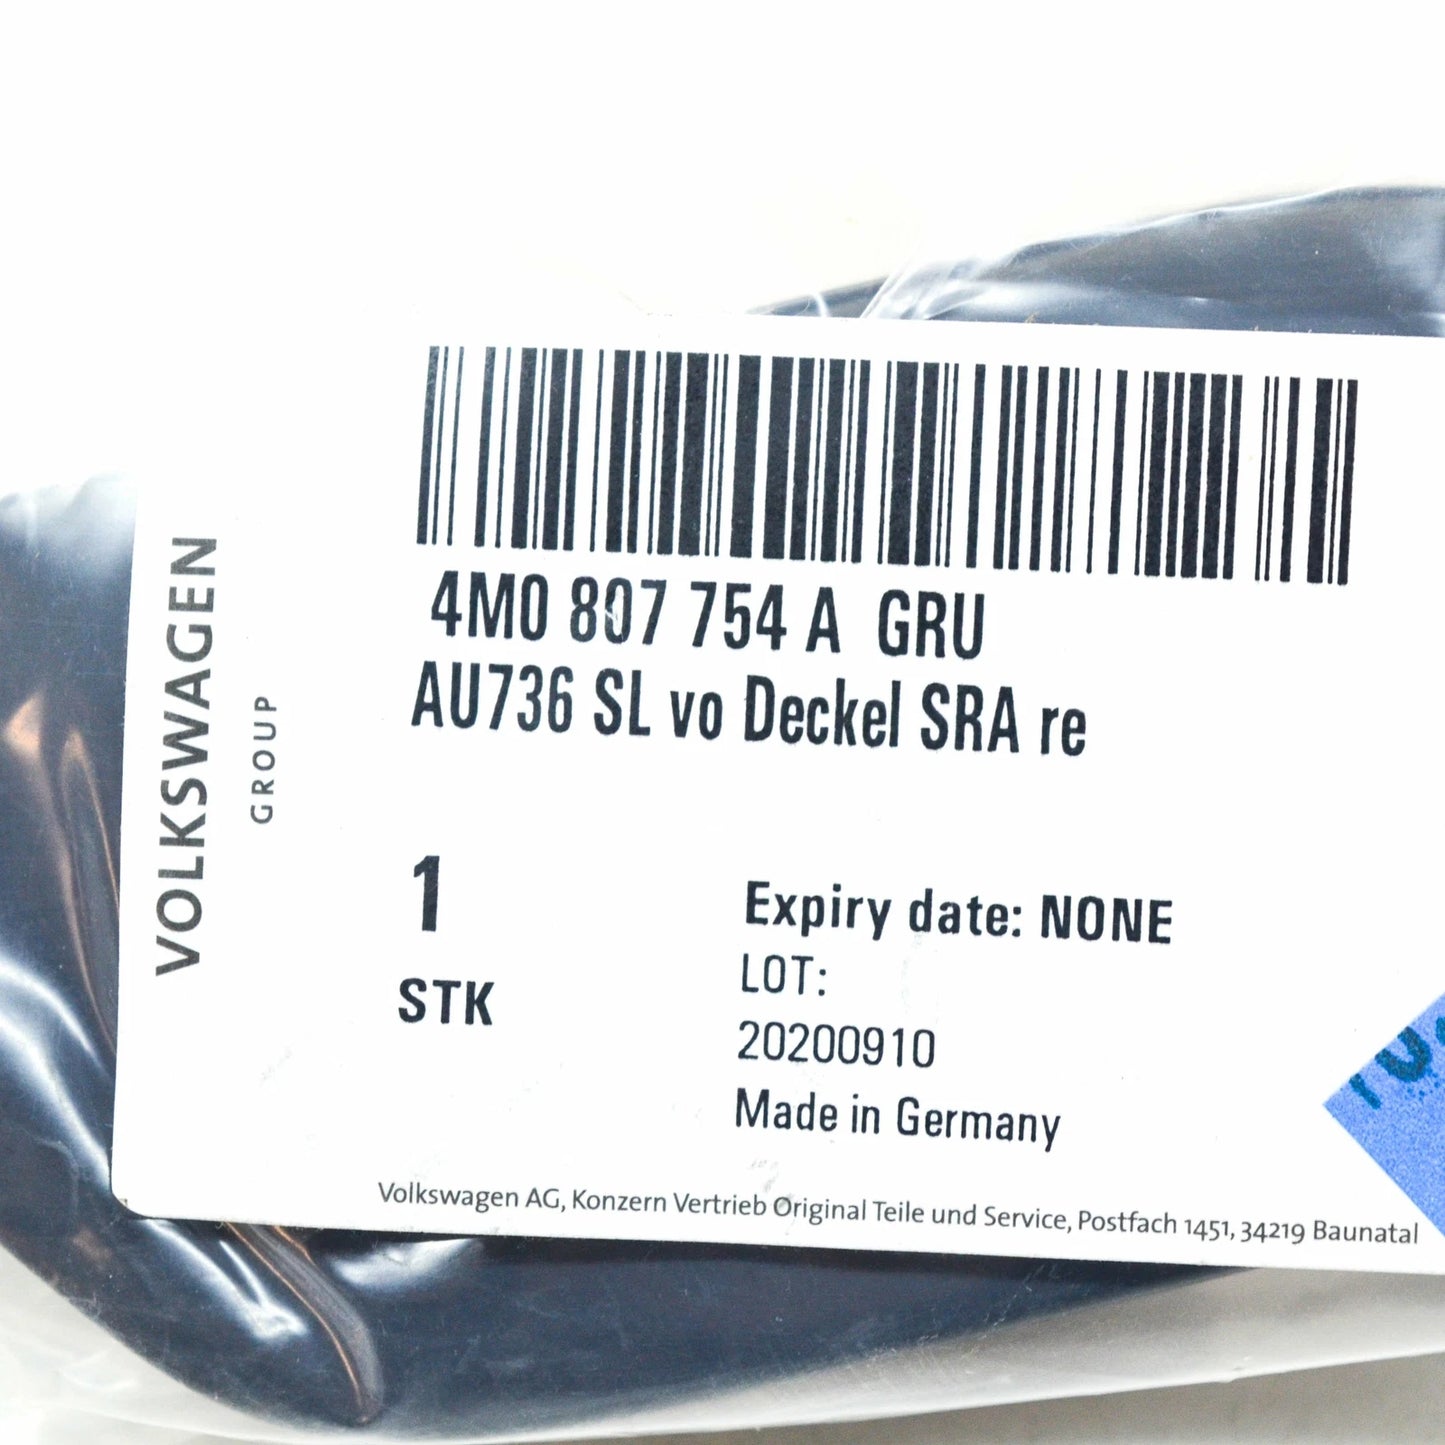 VOLKSWAGEN
GROUP
4M0 807 754 A GRU
AU736 SL vo Deckel SRA re
1
STK
Expiry date: NONE
LOT:
20200910
Made in Germany
Volkswagen AG, Konzern Vertrieb Original Teile und Service, Postfach 1451, 34219 Baunatal